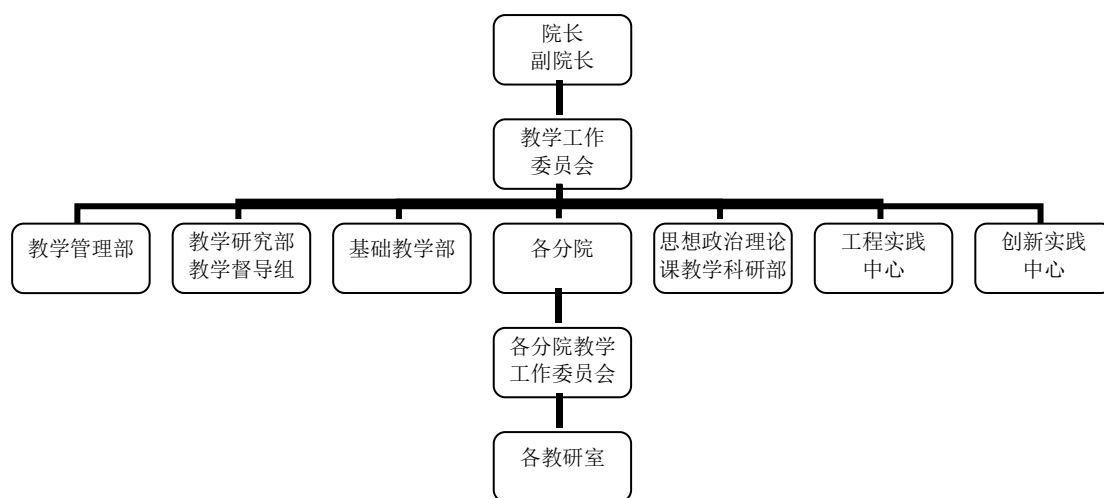 院长
副院长
教学工作
委员会
教学管理部
教学研究部
教学督导组
基础教学部
各分院
思想政治理论
课教学科研部
工程实践
中心
创新实践
中心
各分院教学
工作委员会
各教研室